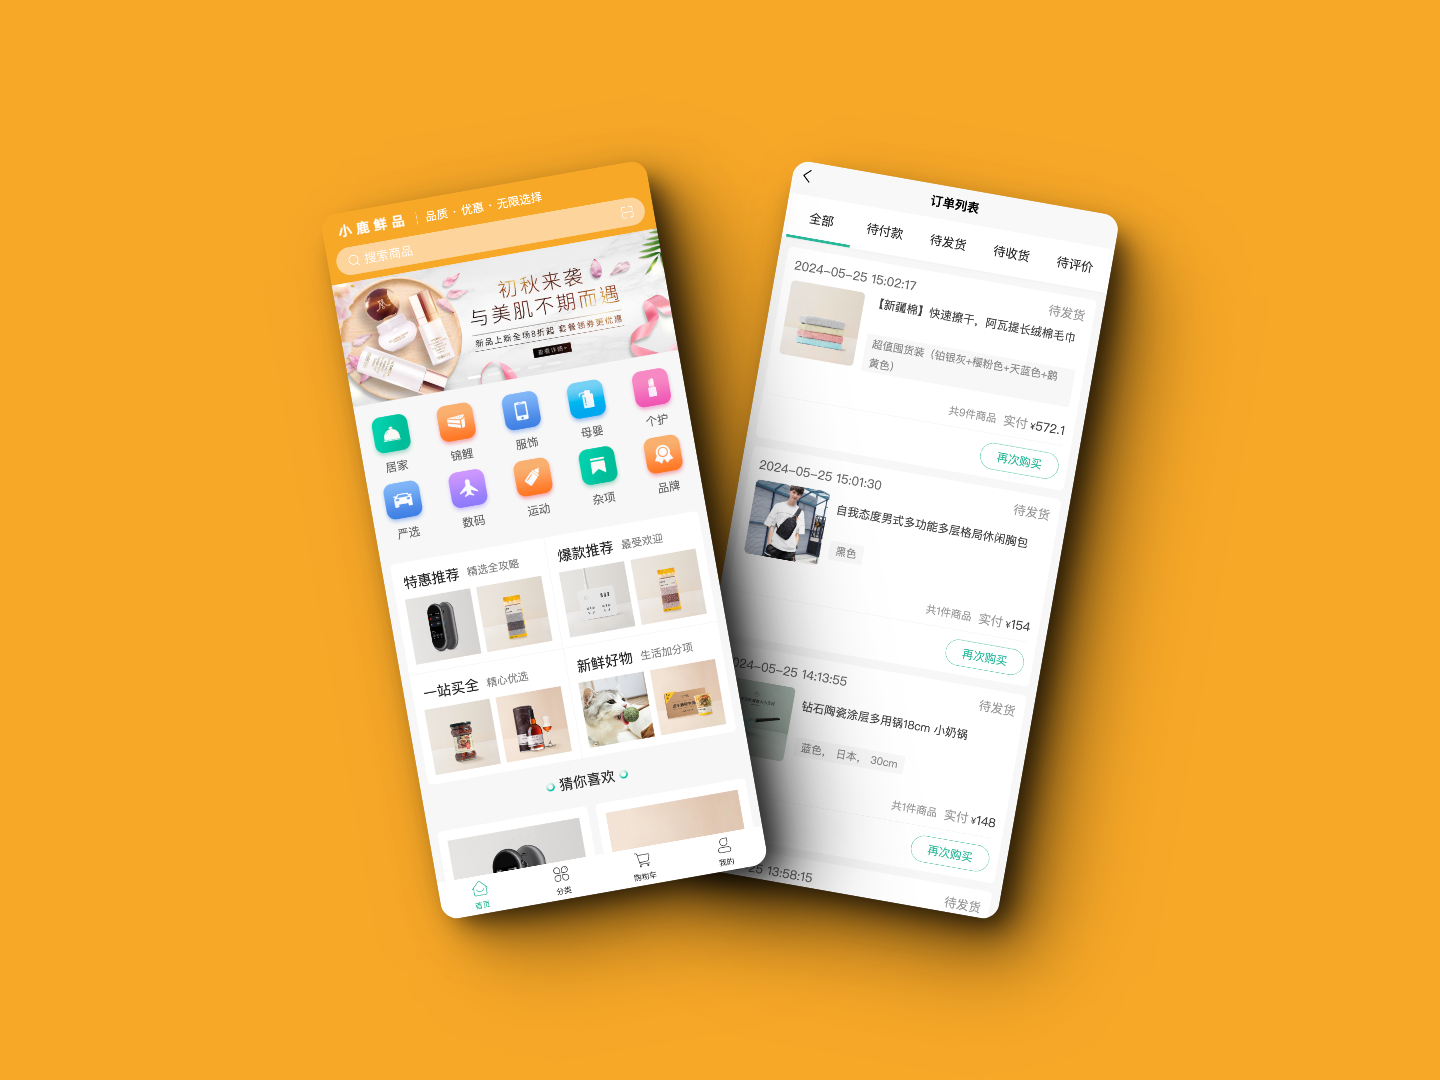 小鹿鲜品 品质·优惠·无限选择
搜索商品
初秋来袭
与美肌不期而遇
新品上新全场8折起 套餐领券更优惠
居家 锦鲤 服饰 母婴 个护
严选 数码 运动 杂项 品牌
特惠推荐 精选全攻略
爆款推荐 最受欢迎
一站买全 精心优选
新鲜好物 生活加分项
猜你喜欢
首页 分类 购物车 我的
订单列表
全部 待付款 待发货 待收货 待评价
2024-05-25 15:02:17
待发货
【新疆棉】快速擦干，阿瓦提长绒棉毛巾
超值囤货装（铂银灰+樱粉色+天蓝色+鹅
黄色）
共9件商品 实付 ¥572.1
再次购买
2024-05-25 15:01:30
待发货
自我态度男式多功能多层格局休闲胸包
黑色
共1件商品 实付 ¥154
再次购买
024-05-25 14:13:55
待发货
钻石陶瓷涂层多用锅18cm 小奶锅
蓝色， 日本， 30cm
共1件商品 实付 ¥148
再次购买
25 13:58:15
待发货